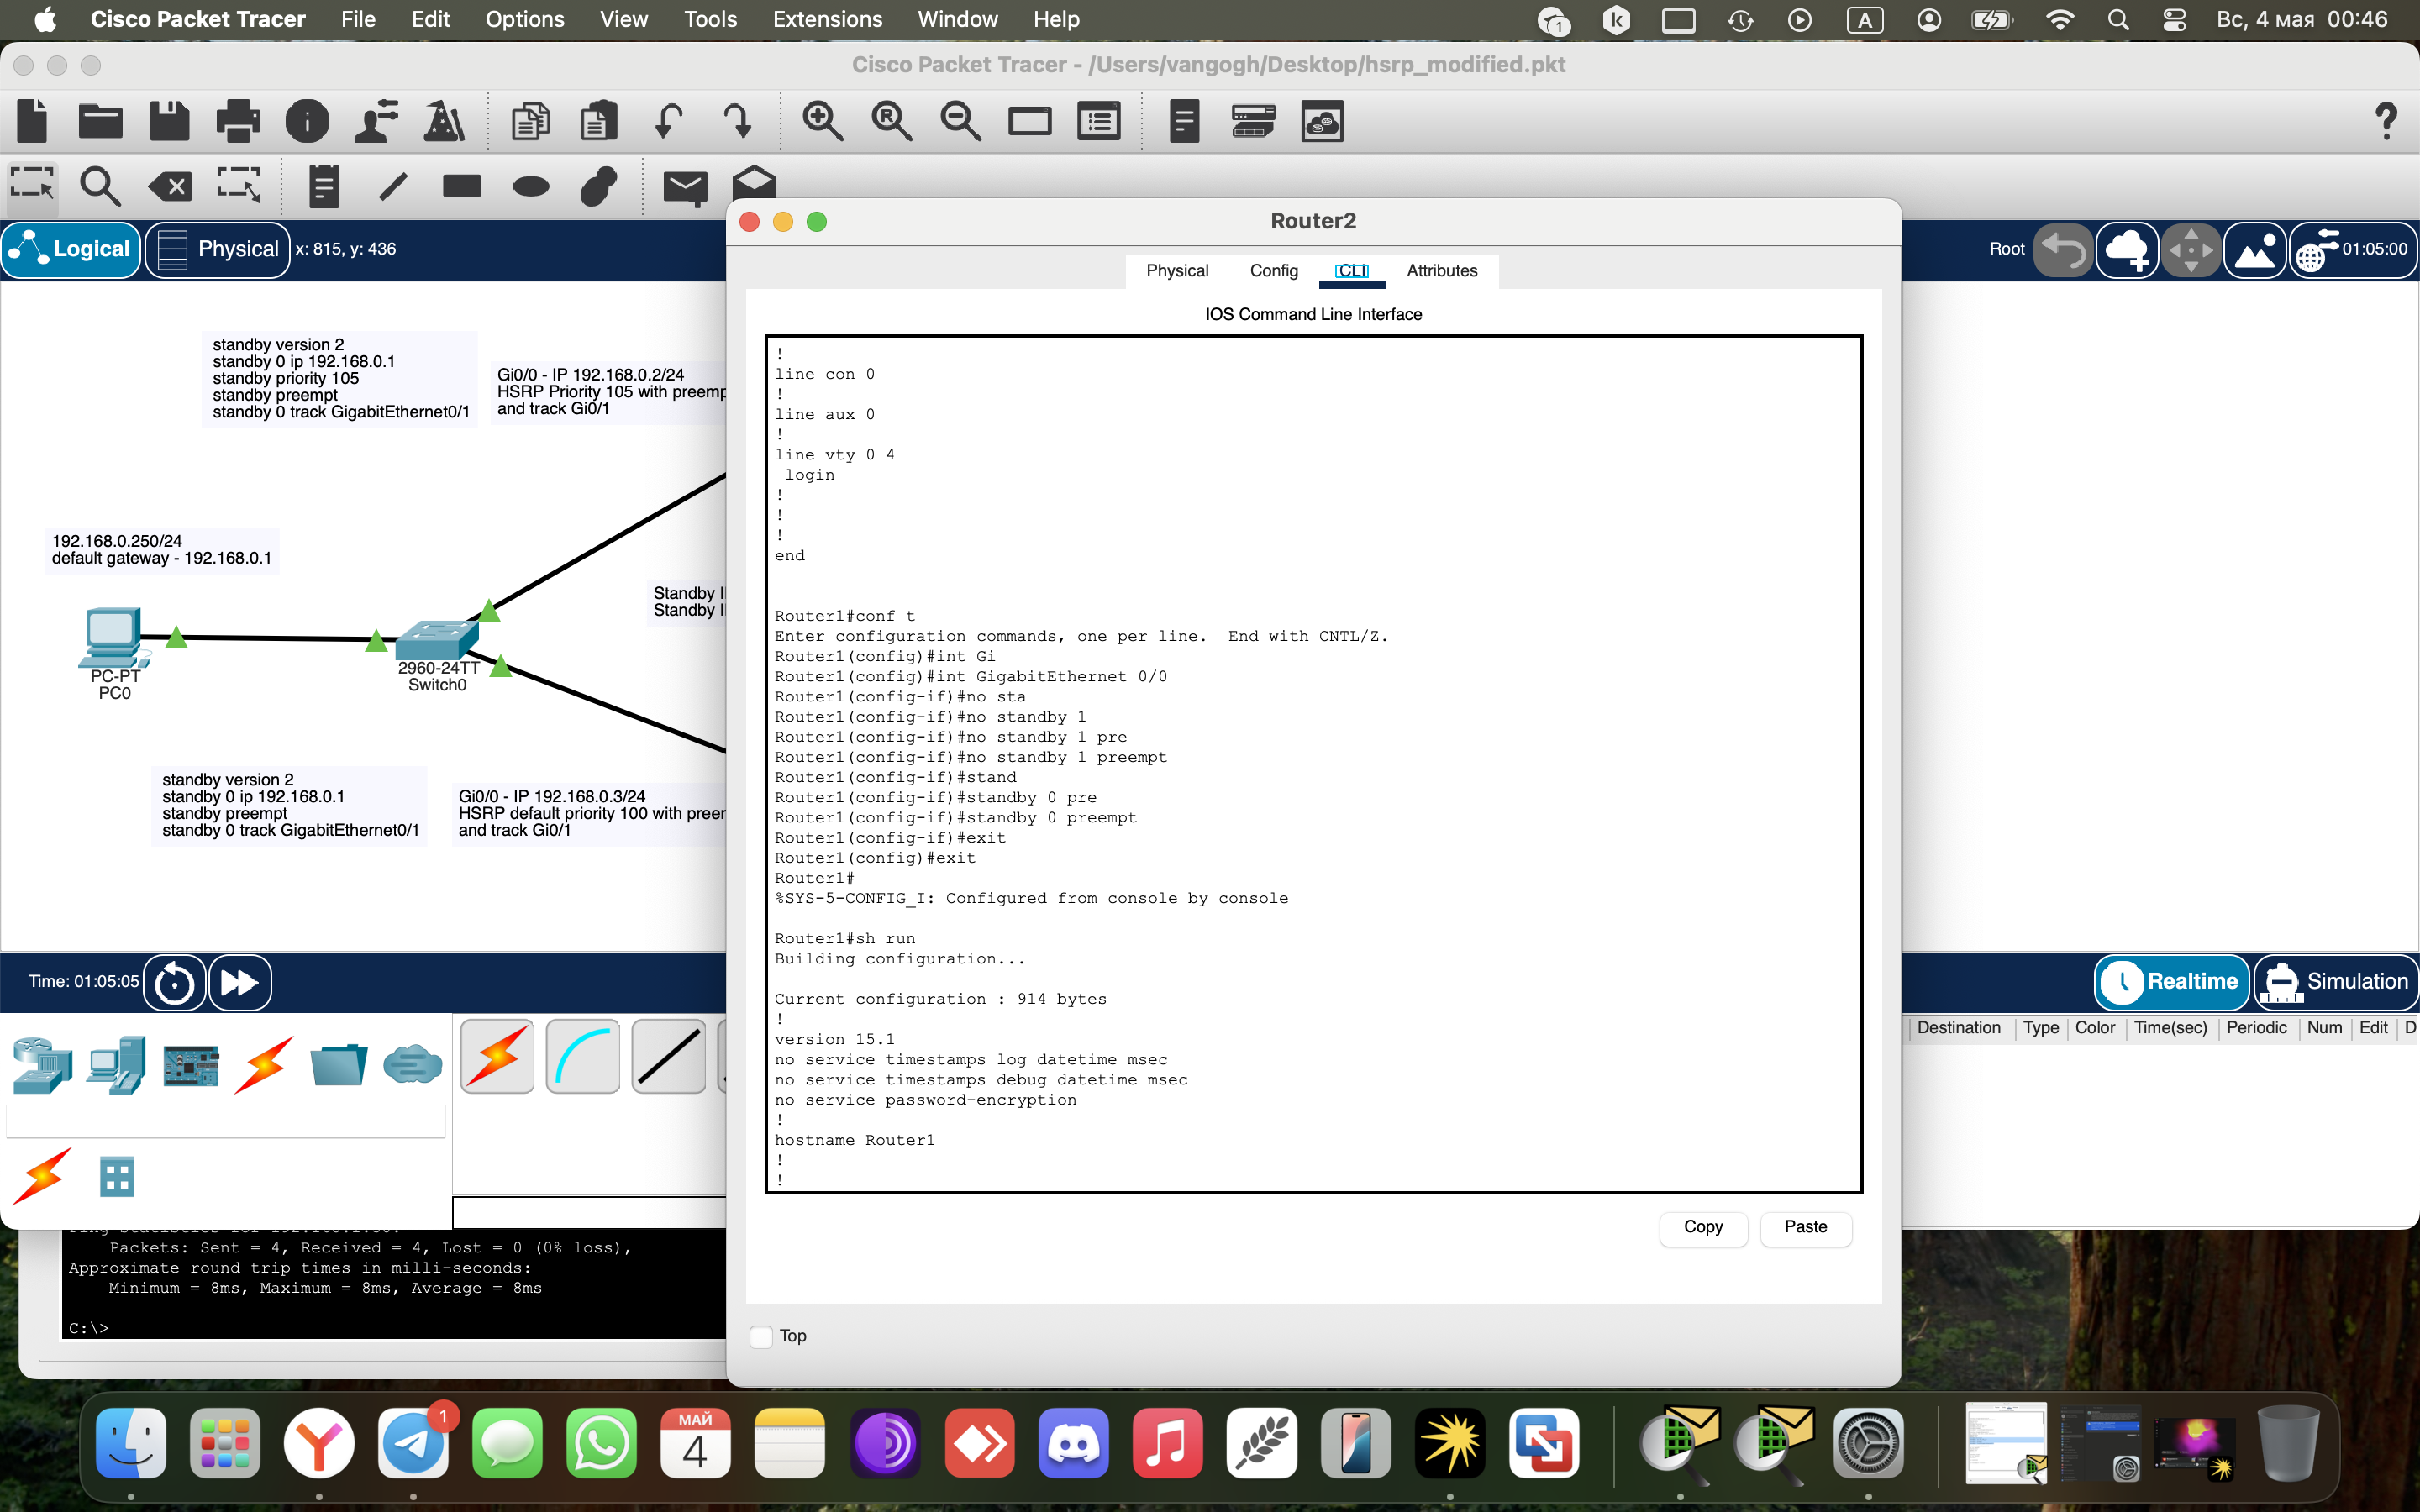 Cisco Packet Tracer File Edit Options View Tools Extensions Window Help
1
A
Вс, 4 мая 00:46
Cisco Packet Tracer - /Users/vangogh/Desktop/hsrp_modified.pkt
R
?
Logical
Physical
x: 815, y: 436
Root
01:05:00
standby version 2
standby 0 ip 192.168.0.1
standby priority 105
standby preempt
standby 0 track GigabitEthernet0/1
Gi0/0 - IP 192.168.0.2/24
HSRP Priority 105 with preemp
and track Gi0/1
192.168.0.250/24
default gateway - 192.168.0.1
Standby I
Standby I
PC-PT
PC0
2960-24TT
Switch0
standby version 2
standby 0 ip 192.168.0.1
standby preempt
standby 0 track GigabitEthernet0/1
Gi0/0 - IP 192.168.0.3/24
HSRP default priority 100 with preer
and track Gi0/1
Router2
Physical
Config
CLI
Attributes
IOS Command Line Interface
!
line con 0
!
line aux 0
!
line vty 0 4
login
!
!
!
end
Router1#conf t
Enter configuration commands, one per line. End with CNTL/Z.
Router1(config)#int Gi
Router1(config)#int GigabitEthernet 0/0
Router1(config-if)#no sta
Router1(config-if)#no standby 1
Router1(config-if)#no standby 1 pre
Router1(config-if)#no standby 1 preempt
Router1(config-if)#stand
Router1(config-if)#standby 0 pre
Router1(config-if)#standby 0 preempt
Router1(config-if)#exit
Router1(config)#exit
Router1#
%SYS-5-CONFIG_I: Configured from console by console
Router1#sh run
Building configuration...
Current configuration : 914 bytes
!
version 15.1
no service timestamps log datetime msec
no service timestamps debug datetime msec
no service password-encryption
!
hostname Router1
!
!
Copy
Paste
Top
Time: 01:05:05
Realtime
Simulation
Destination Type Color Time(sec) Periodic Num Edit D
Packets: Sent = 4, Received = 4, Lost = 0 (0% loss),
Approximate round trip times in milli-seconds:
Minimum = 8ms, Maximum = 8ms, Average = 8ms
C:\>
1
МАЙ
4